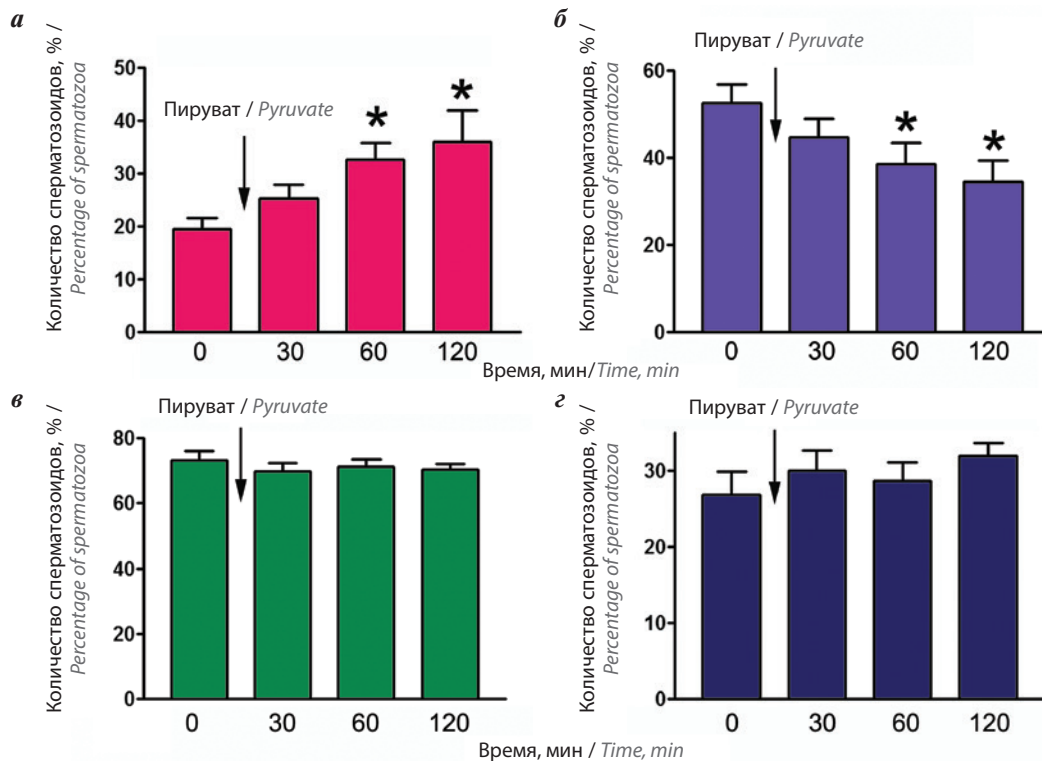 а
Количество сперматозоидов, % /
Percentage of spermatozoa
Пируват / Pyruvate
50
40
30
20
10
0
* *
0 30 60 120
б
Количество сперматозоидов, % /
Percentage of spermatozoa
Пируват / Pyruvate
60
40
20
0
* *
0 30 60 120
Время, мин/Time, min
в
Количество сперматозоидов, % /
Percentage of spermatozoa
Пируват / Pyruvate
80
60
40
20
0
0 30 60 120
г
Количество сперматозоидов, % /
Percentage of spermatozoa
Пируват / Pyruvate
30
20
10
0
0 30 60 120
Время, мин / Time, min